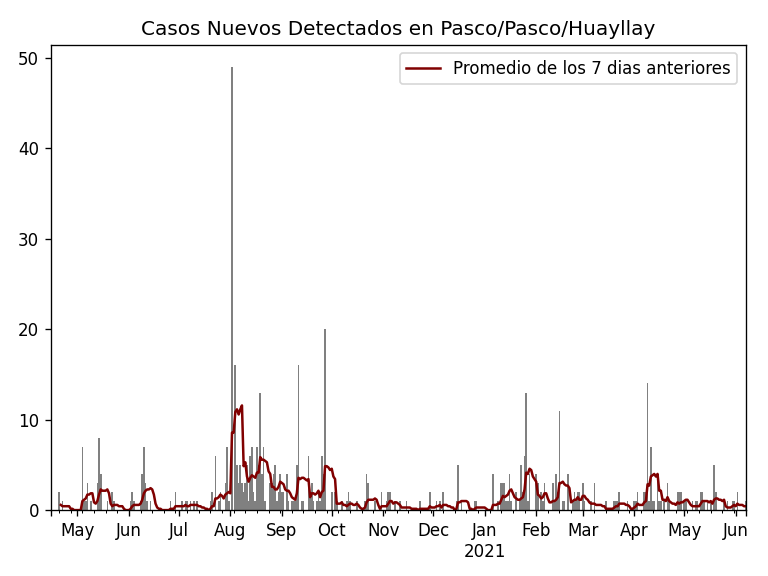 Casos Nuevos Detectados en Pasco/Pasco/Huayllay
Promedio de los 7 dias anteriores
50
40
30
20
10
0
May Jun Jul Aug Sep Oct Nov Dec Jan Feb Mar Apr May Jun
2021